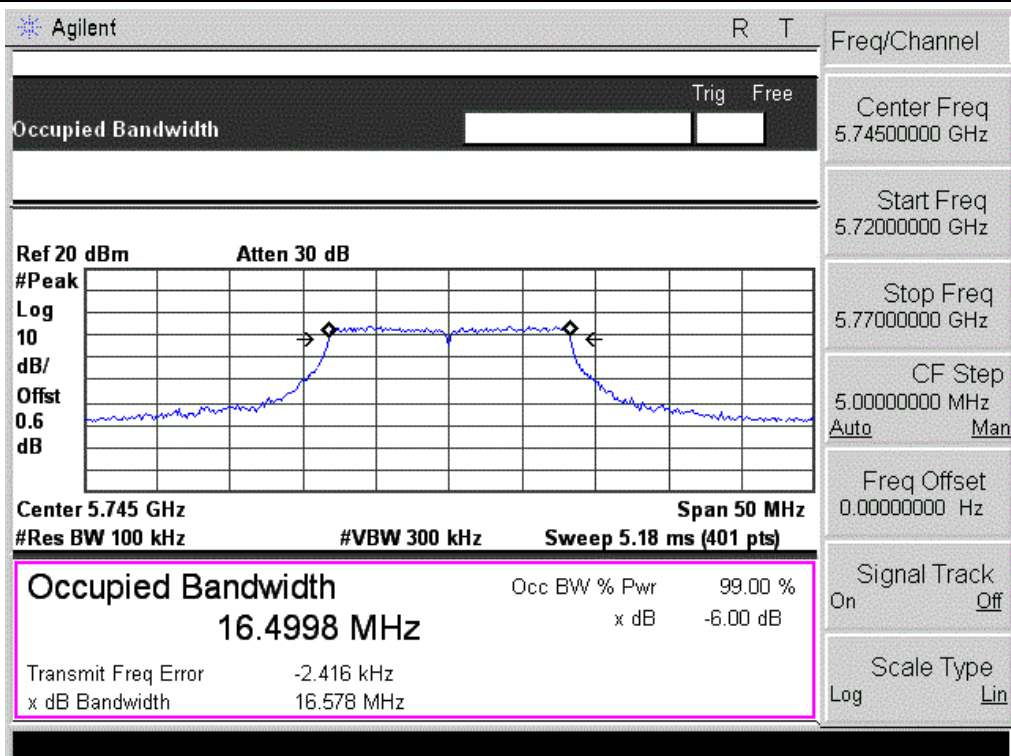 Agilent R T
Freq/Channel
Trig Free
Occupied Bandwidth
Center Freq
5.74500000 GHz
Start Freq
5.72000000 GHz
Stop Freq
5.77000000 GHz
CF Step
5.00000000 MHz
Auto Man
Freq Offset
0.00000000 Hz
Signal Track
On Off
Scale Type
Log Lin
Ref 20 dBm Atten 30 dB
#Peak
Log
10
dB/
Offst
0.6
dB
Center 5.745 GHz Span 50 MHz
#Res BW 100 kHz #VBW 300 kHz Sweep 5.18 ms (401 pts)
Occupied Bandwidth
16.4998 MHz
Occ BW % Pwr 99.00 %
x dB -6.00 dB
Transmit Freq Error -2.416 kHz
x dB Bandwidth 16.578 MHz